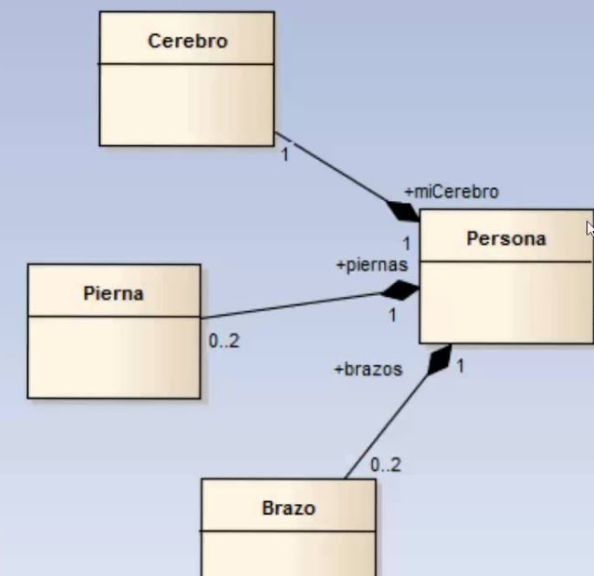 Cerebro
1
+miCerebro
1
Persona
+piernas
Pierna
1
0..2
+brazos
1
0..2
Brazo